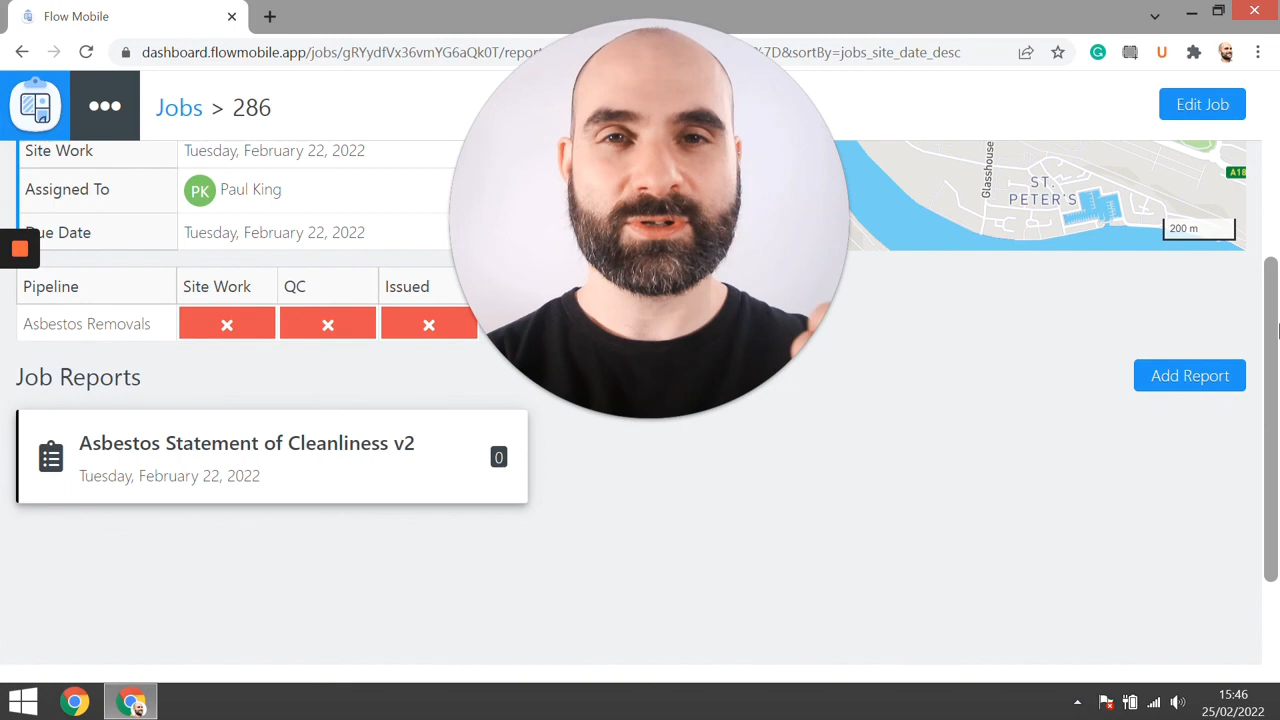 Flow Mobile
dashboard.flowmobile.app/jobs/gRYydfVx36vmYG6aQk0T/repor
%7D&sortBy=jobs_site_date_desc
U
Jobs > 286
Edit Job
Site Work
Tuesday, February 22, 2022
Assigned To
PK Paul King
ue Date
Tuesday, February 22, 2022
Glasshouse
ST.
PETER'S
A18
200 m
Pipeline
Site Work
QC
Issued
Asbestos Removals
Job Reports
Add Report
Asbestos Statement of Cleanliness v2
0
Tuesday, February 22, 2022
15:46
25/02/2022